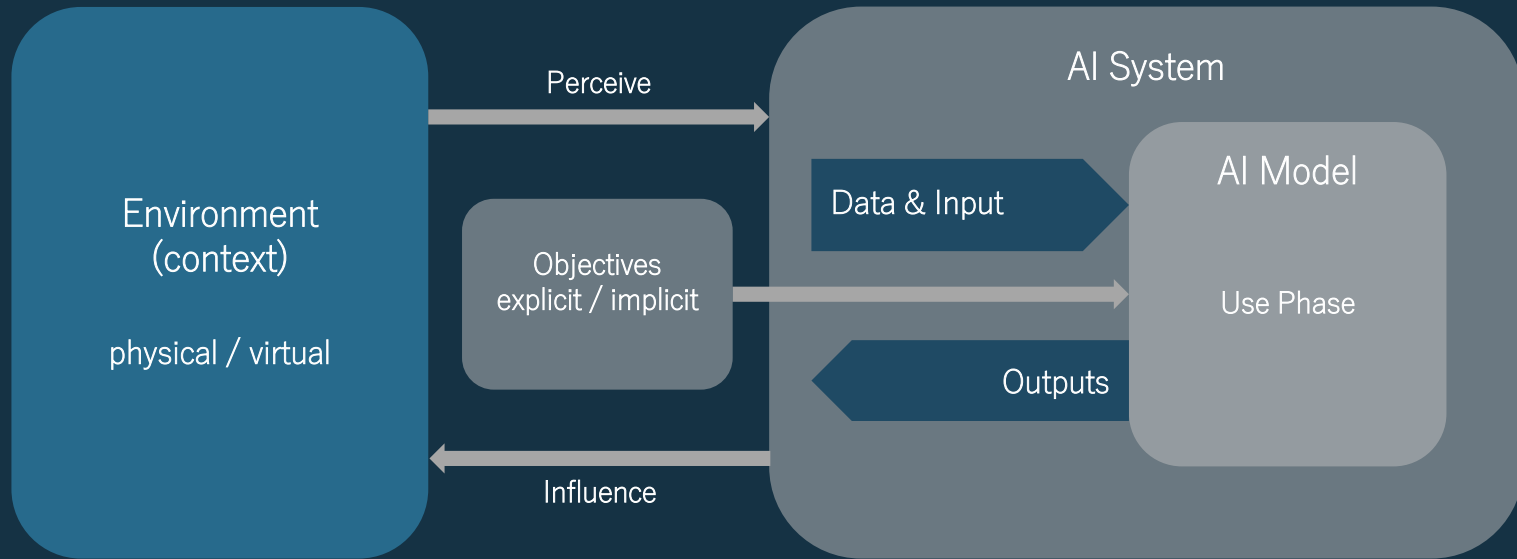 Environment
(context)
physical / virtual
Perceive
Objectives
explicit / implicit
Influence
AI System
Data & Input
Outputs
AI Model
Use Phase